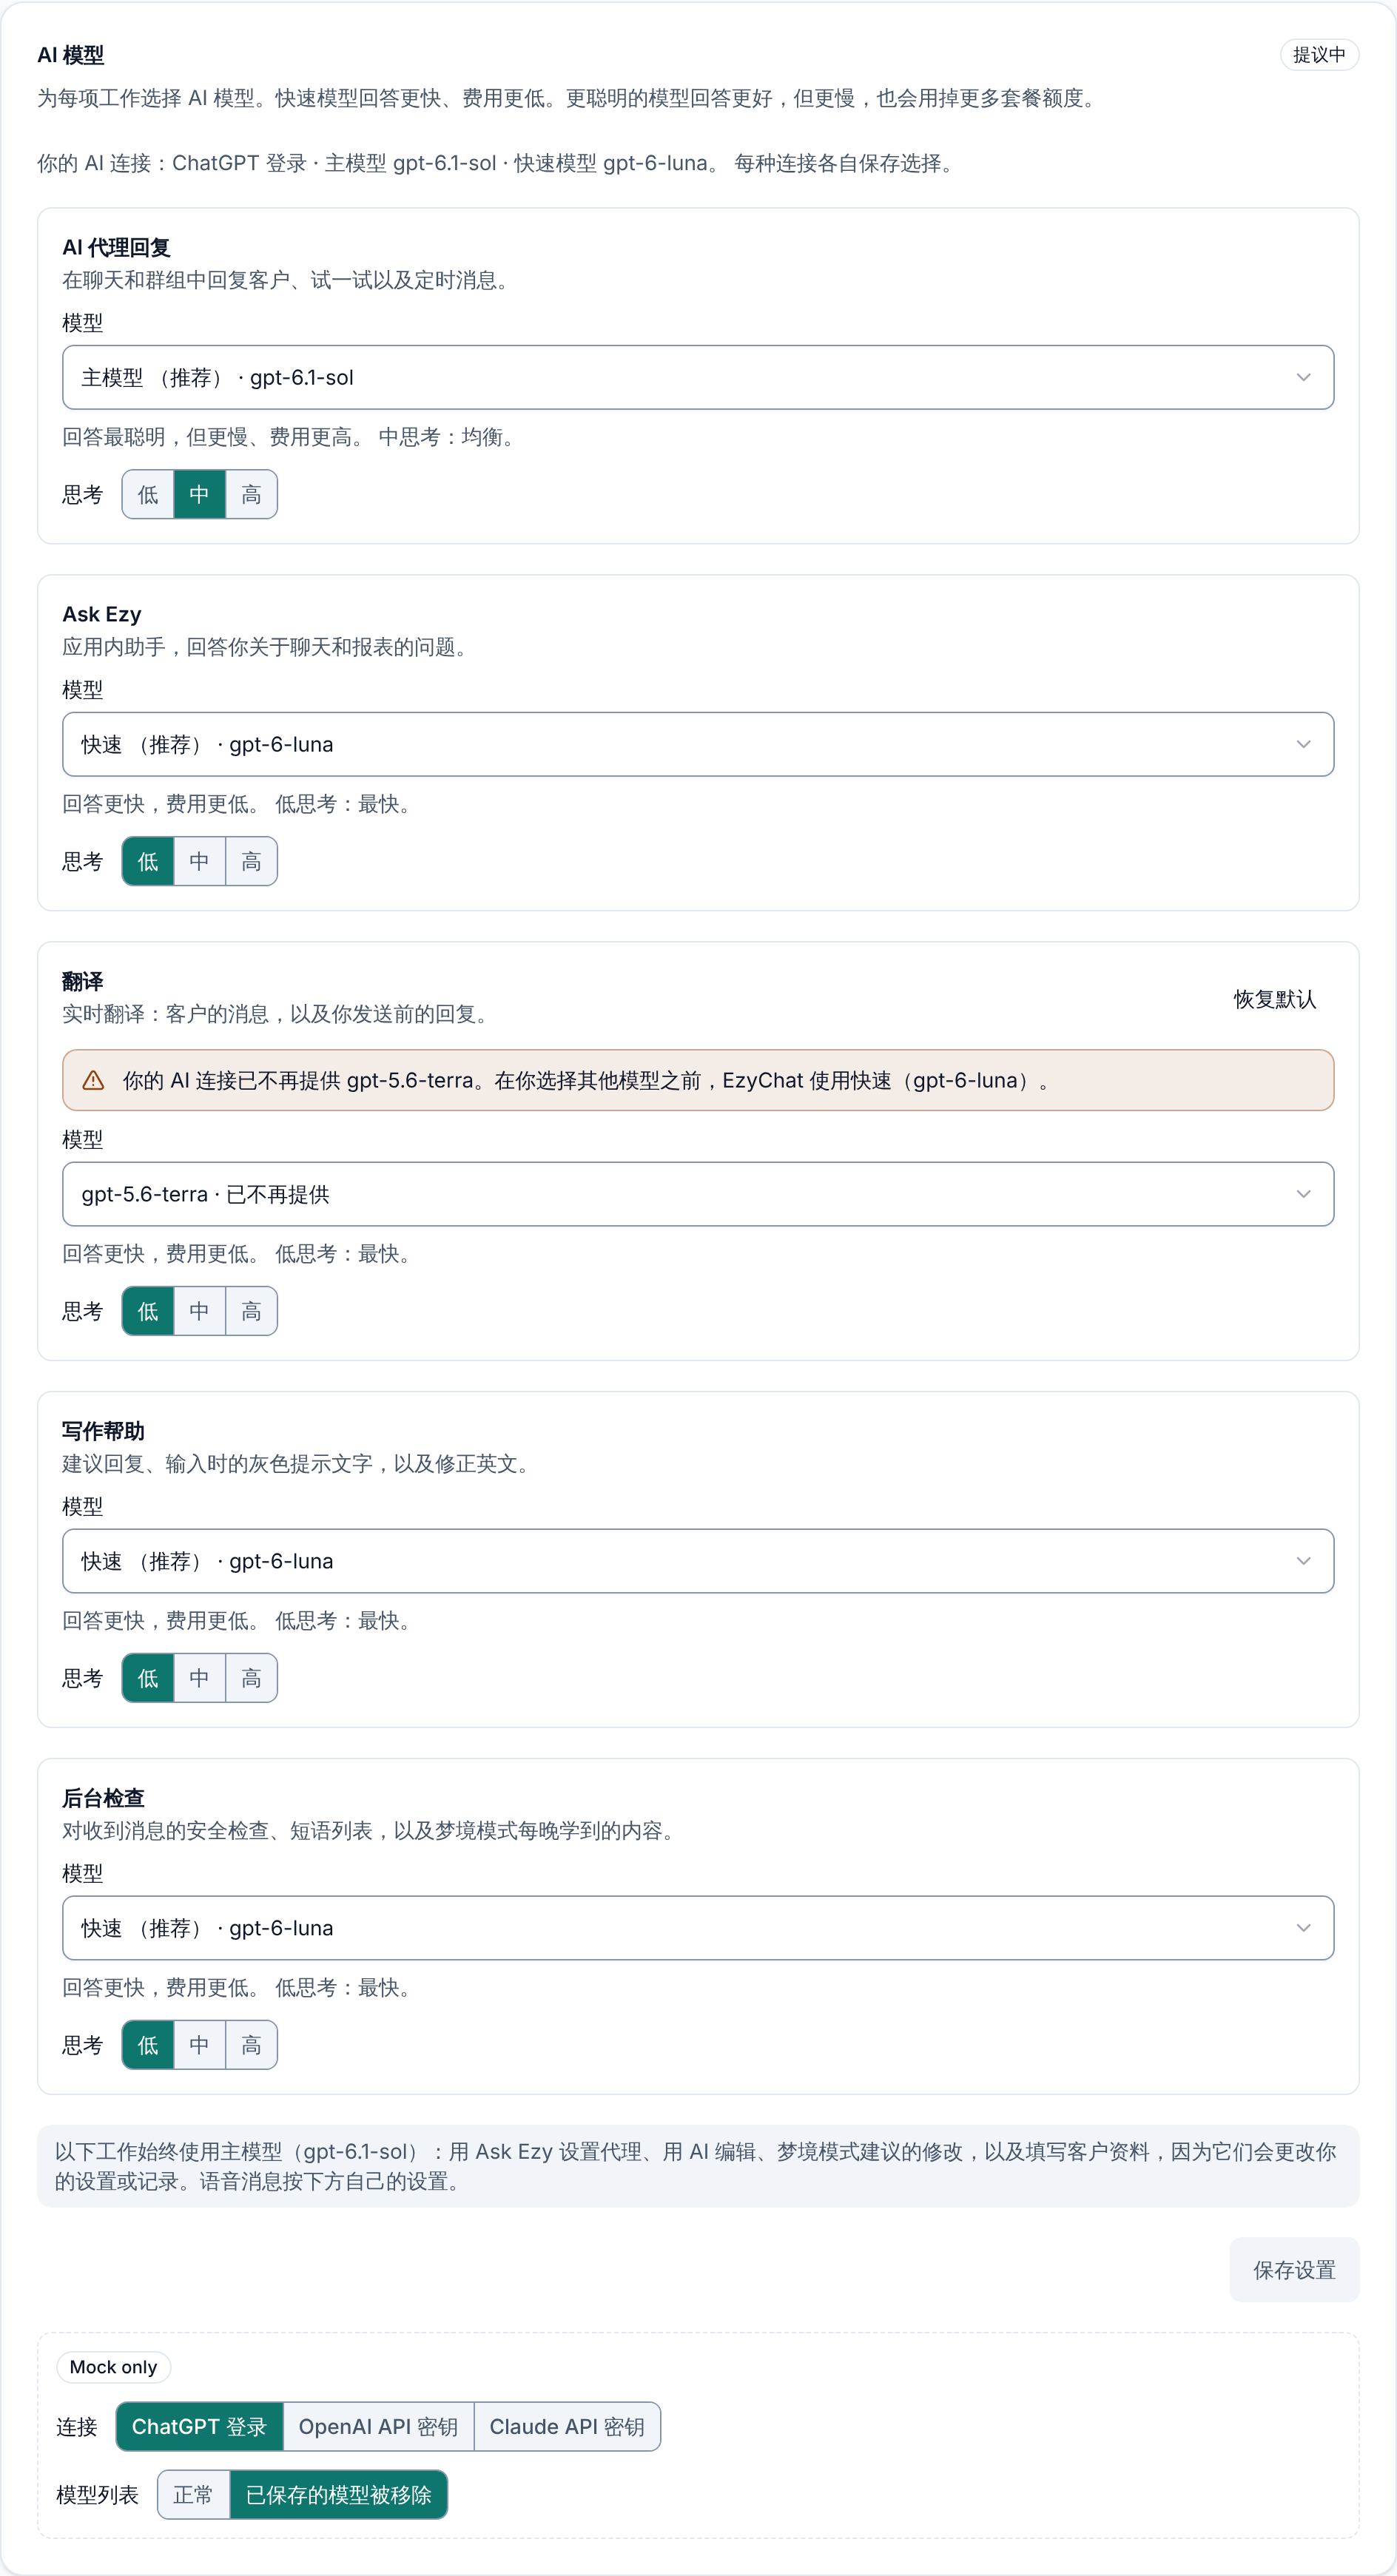 AI 模型
提议中
为每项工作选择 AI 模型。快速模型回答更快、费用更低。更聪明的模型回答更好，但更慢，也会用掉更多套餐额度。
你的 AI 连接：ChatGPT 登录 · 主模型 gpt-6.1-sol · 快速模型 gpt-6-luna。 每种连接各自保存选择。
AI 代理回复
在聊天和群组中回复客户、试一试以及定时消息。
模型
主模型 （推荐） · gpt-6.1-sol
回答最聪明，但更慢、费用更高。 中思考：均衡。
思考 低 中 高
Ask Ezy
应用内助手，回答你关于聊天和报表的问题。
模型
快速 （推荐） · gpt-6-luna
回答更快，费用更低。 低思考：最快。
思考 低 中 高
翻译
实时翻译：客户的消息，以及你发送前的回复。
恢复默认
你的 AI 连接已不再提供 gpt-5.6-terra。在你选择其他模型之前，EzyChat 使用快速（gpt-6-luna）。
模型
gpt-5.6-terra · 已不再提供
回答更快，费用更低。 低思考：最快。
思考 低 中 高
写作帮助
建议回复、输入时的灰色提示文字，以及修正英文。
模型
快速 （推荐） · gpt-6-luna
回答更快，费用更低。 低思考：最快。
思考 低 中 高
后台检查
对收到消息的安全检查、短语列表，以及梦境模式每晚学到的内容。
模型
快速 （推荐） · gpt-6-luna
回答更快，费用更低。 低思考：最快。
思考 低 中 高
以下工作始终使用主模型（gpt-6.1-sol）：用 Ask Ezy 设置代理、用 AI 编辑、梦境模式建议的修改，以及填写客户资料，因为它们会更改你
的设置或记录。语音消息按下方自己的设置。
保存设置
Mock only
连接 ChatGPT 登录 OpenAI API 密钥 Claude API 密钥
模型列表 正常 已保存的模型被移除